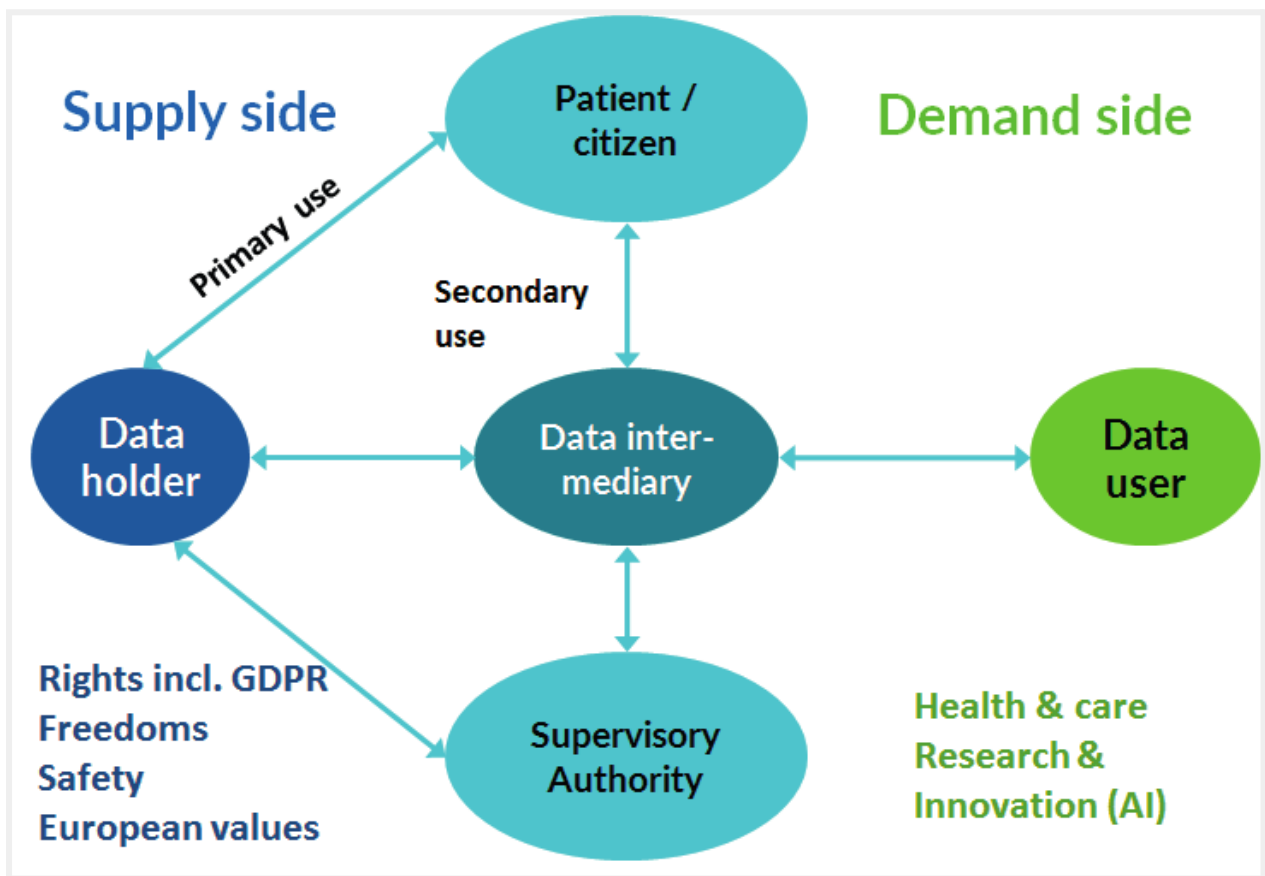 Supply side
Patient /
citizen
Demand side
Primary use
Secondary
use
Data
holder
Data inter-
mediary
Data
user
Rights incl. GDPR
Freedoms
Safety
European values
Supervisory
Authority
Health & care
Research &
Innovation (AI)